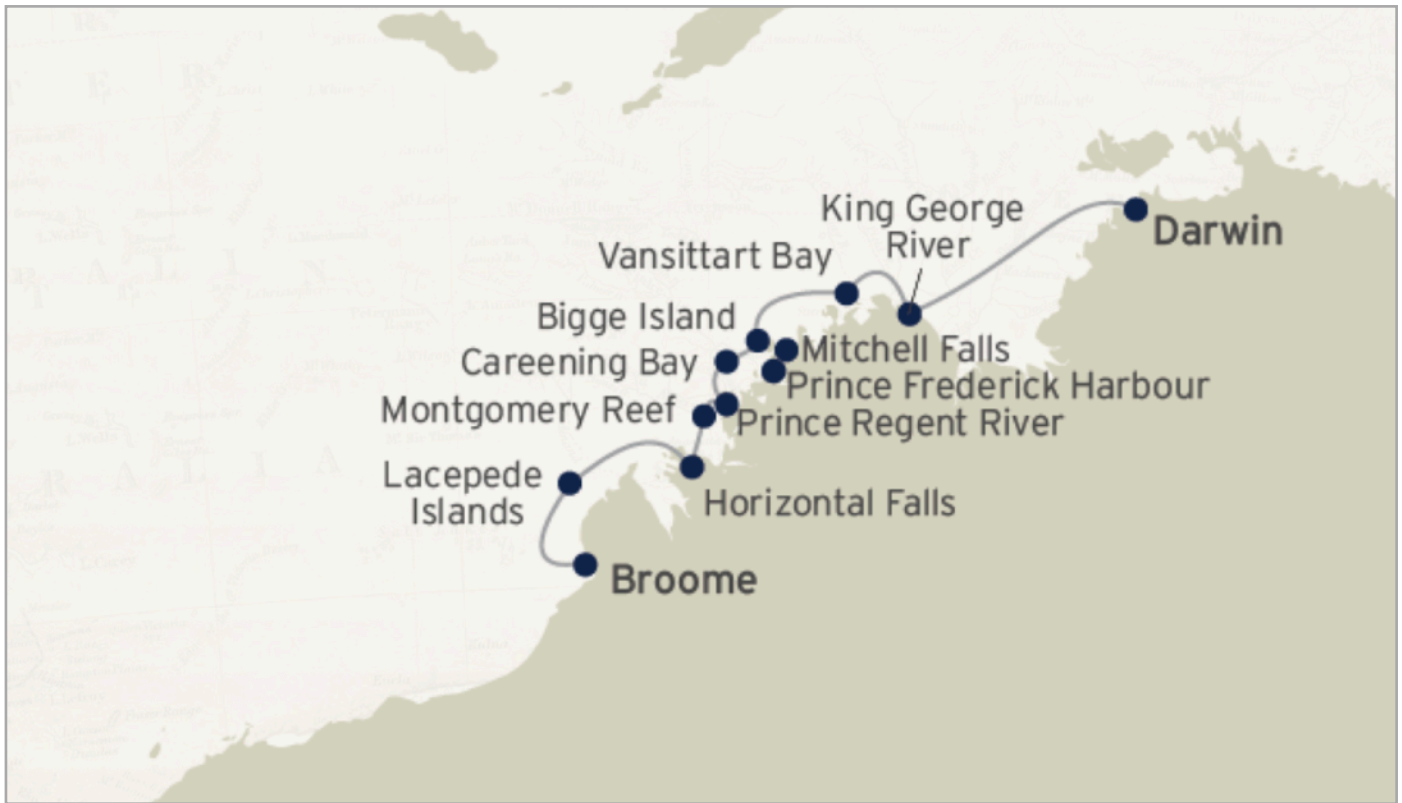 King George
River
Darwin
Vansittart Bay
Bigge Island
Mitchell Falls
Careening Bay
Prince Frederick Harbour
Montgomery Reef
Prince Regent River
Lacepede
Islands
Horizontal Falls
Broome